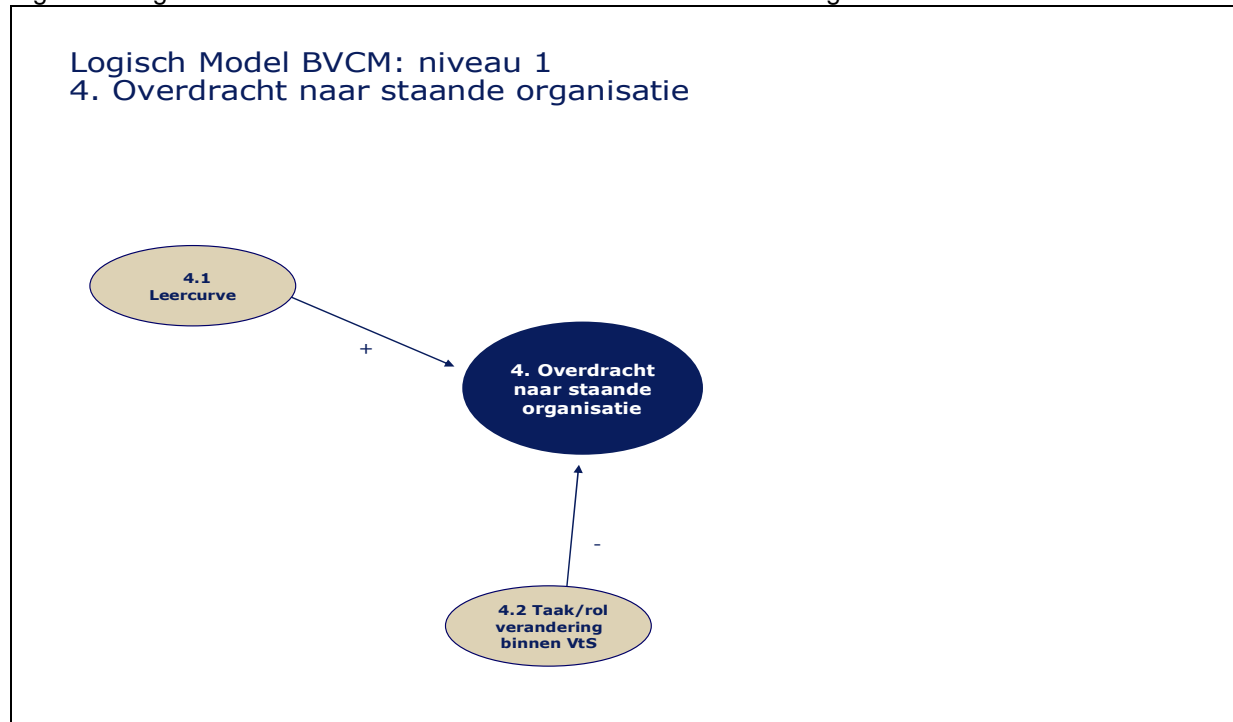 Logisch Model BVCM: niveau 1
4. Overdracht naar staande organisatie
4.1
Leercurve
+
4. Overdracht
naar staande
organisatie
-
4.2 Taak/rol
verandering
binnen VtS